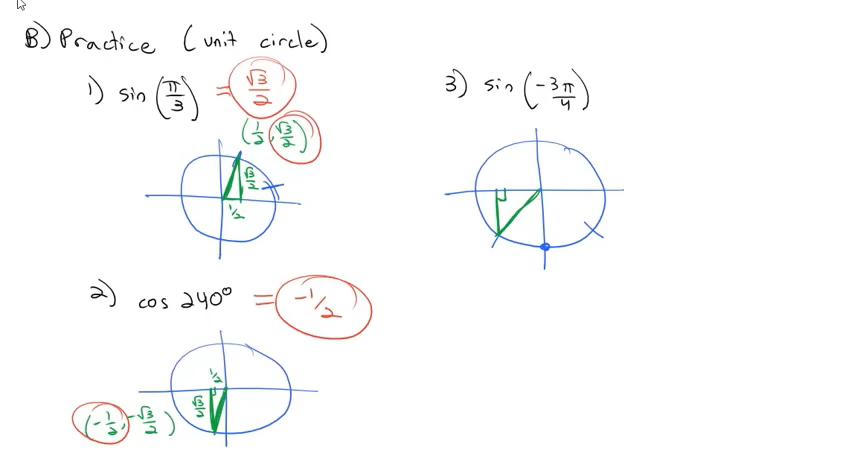 B) Practice (unit circle)
1) sin (π/3) = √3/2
(1/2, √3/2)
√3/2
1/2
2) cos 240° = -1/2
1/2
√3/2
(-1/2, -√3/2)
3) sin (-3π/4)